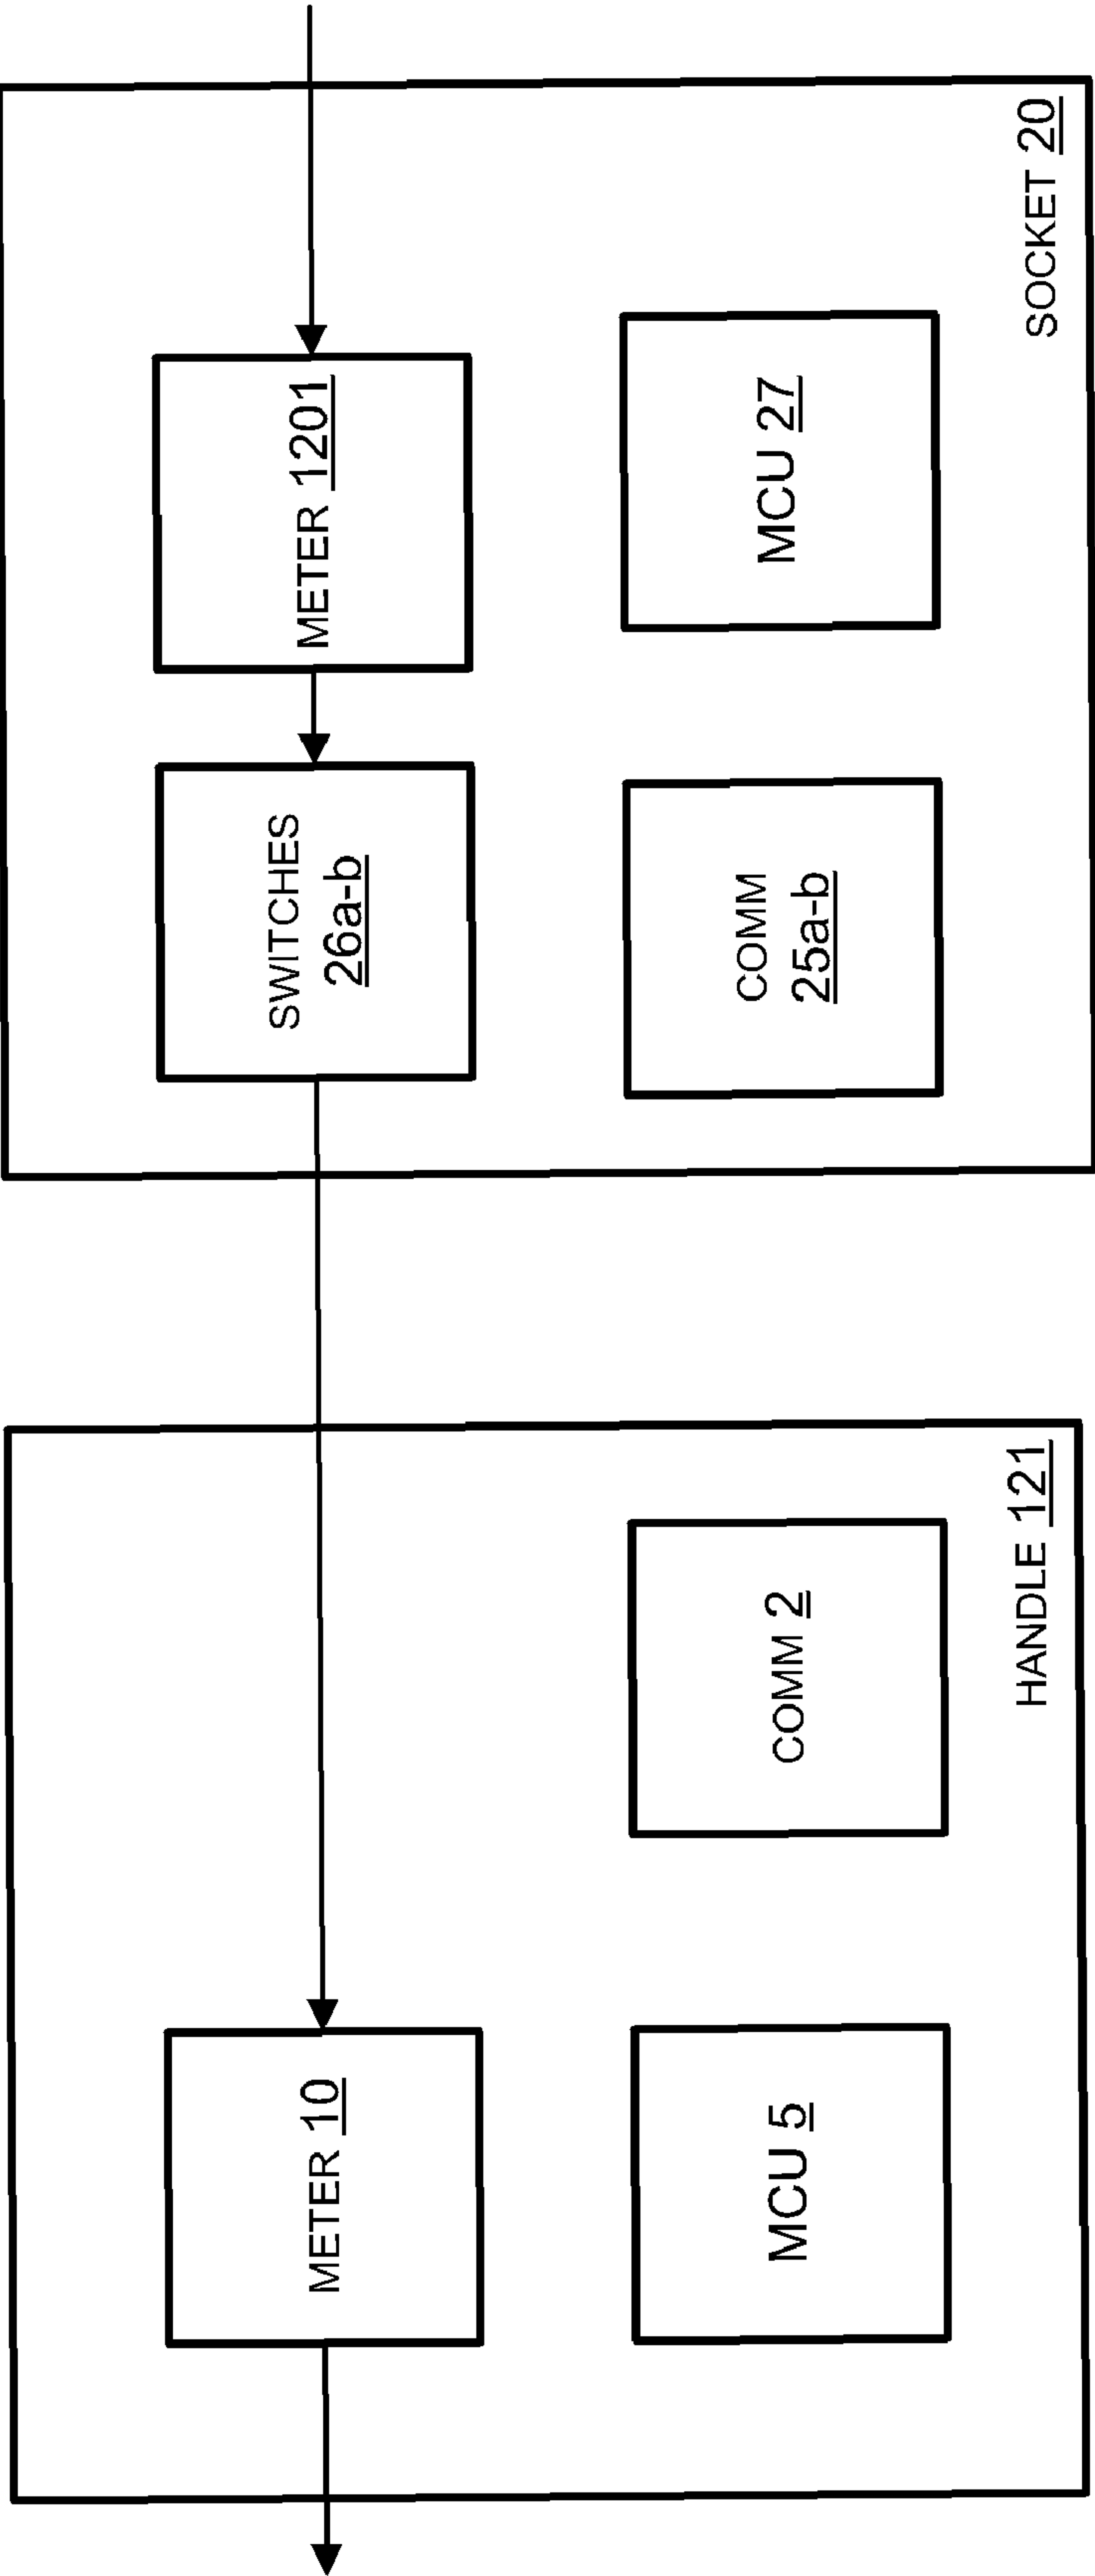 METER 10
MCU 5
COMM 2
HANDLE 121
SWITCHES
26a-b
METER 1201
COMM
25a-b
MCU 27
SOCKET 20